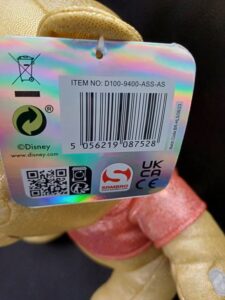 ITEM NO: D100-9400-ASS-AS
5 056219 087528
©Disney
www.disney.com
SAMBRO
UK
CA
CE